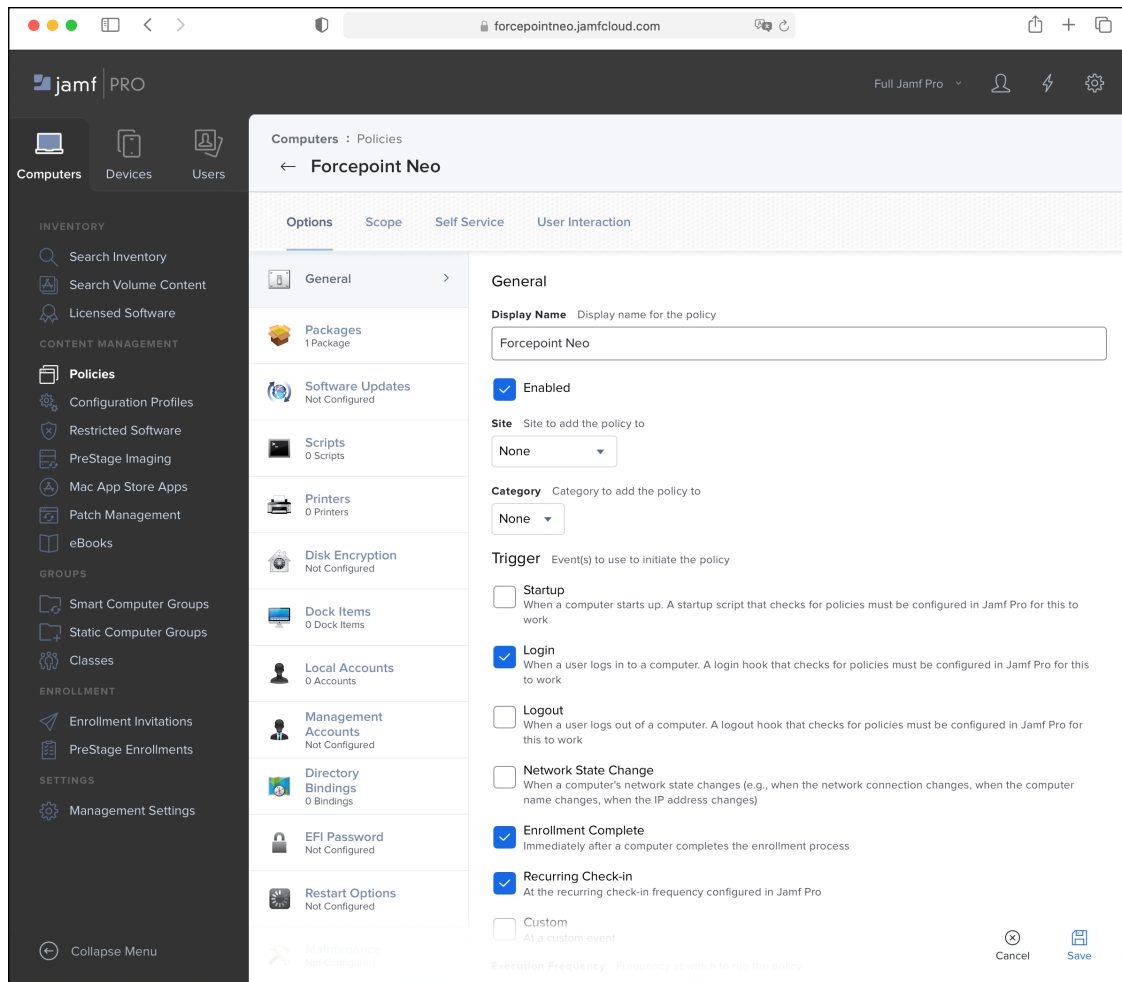 forcepointneo.jamfcloud.com
jamf PRO
Full Jamf Pro
Computers
Devices
Users
INVENTORY
Search Inventory
Search Volume Content
Licensed Software
CONTENT MANAGEMENT
Policies
Configuration Profiles
Restricted Software
PreStage Imaging
Mac App Store Apps
Patch Management
eBooks
GROUPS
Smart Computer Groups
Static Computer Groups
Classes
ENROLLMENT
Enrollment Invitations
PreStage Enrollments
SETTINGS
Management Settings
Collapse Menu
Computers : Policies
← Forcepoint Neo
Options Scope Self Service User Interaction
General
Packages
1 Package
Software Updates
Not Configured
Scripts
0 Scripts
Printers
0 Printers
Disk Encryption
Not Configured
Dock Items
0 Dock Items
Local Accounts
0 Accounts
Management
Accounts
Not Configured
Directory
Bindings
0 Bindings
EFI Password
Not Configured
Restart Options
Not Configured
Maintenance
Not Configured
General
Display Name Display name for the policy
Forcepoint Neo
Enabled
Site Site to add the policy to
None
Category Category to add the policy to
None
Trigger Event(s) to use to initiate the policy
Startup
When a computer starts up. A startup script that checks for policies must be configured in Jamf Pro for this to
work
Login
When a user logs in to a computer. A login hook that checks for policies must be configured in Jamf Pro for this
to work
Logout
When a user logs out of a computer. A logout hook that checks for policies must be configured in Jamf Pro for
this to work
Network State Change
When a computer's network state changes (e.g., when the network connection changes, when the computer
name changes, when the IP address changes)
Enrollment Complete
Immediately after a computer completes the enrollment process
Recurring Check-in
At the recurring check-in frequency configured in Jamf Pro
Custom
At a custom event
Execution Frequency Frequency at which to run the policy
Cancel
Save